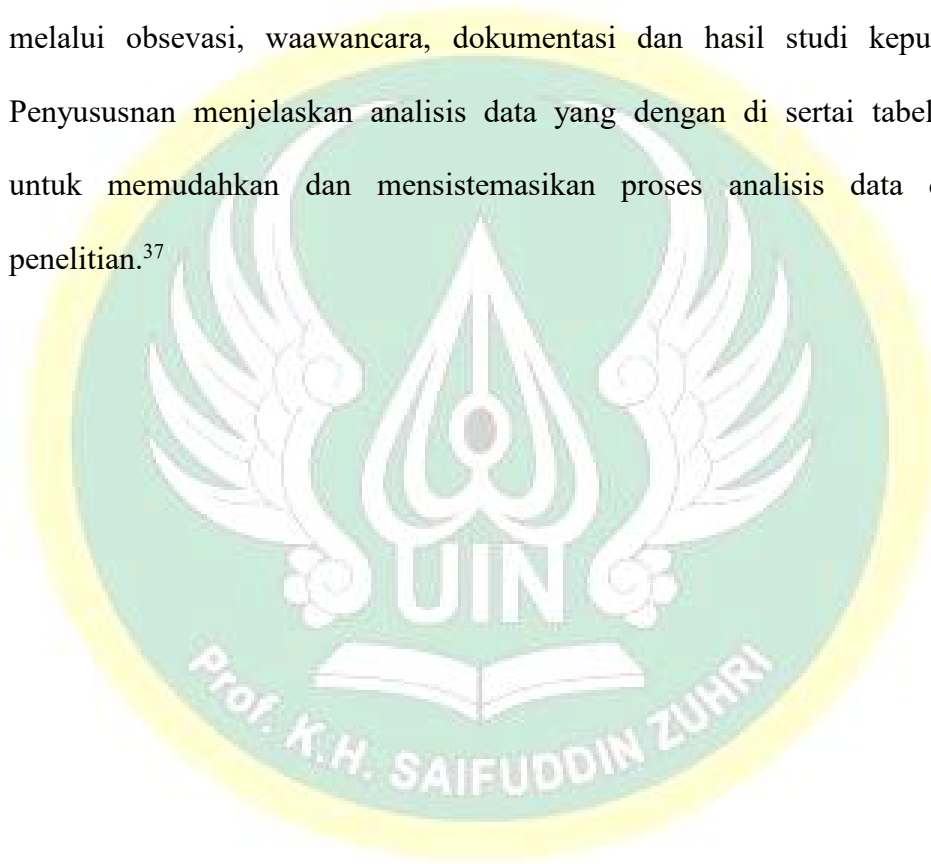 melalui obsevasi, waawancara, dokumentasi dan hasil studi kepu
Penyususnan menjelaskan analisis data yang dengan di sertai tabel
untuk memudahkan dan mensistemasikan proses analisis data
penelitian.37
UIN
Prof. K.H. SAIFUDDIN ZUHRI